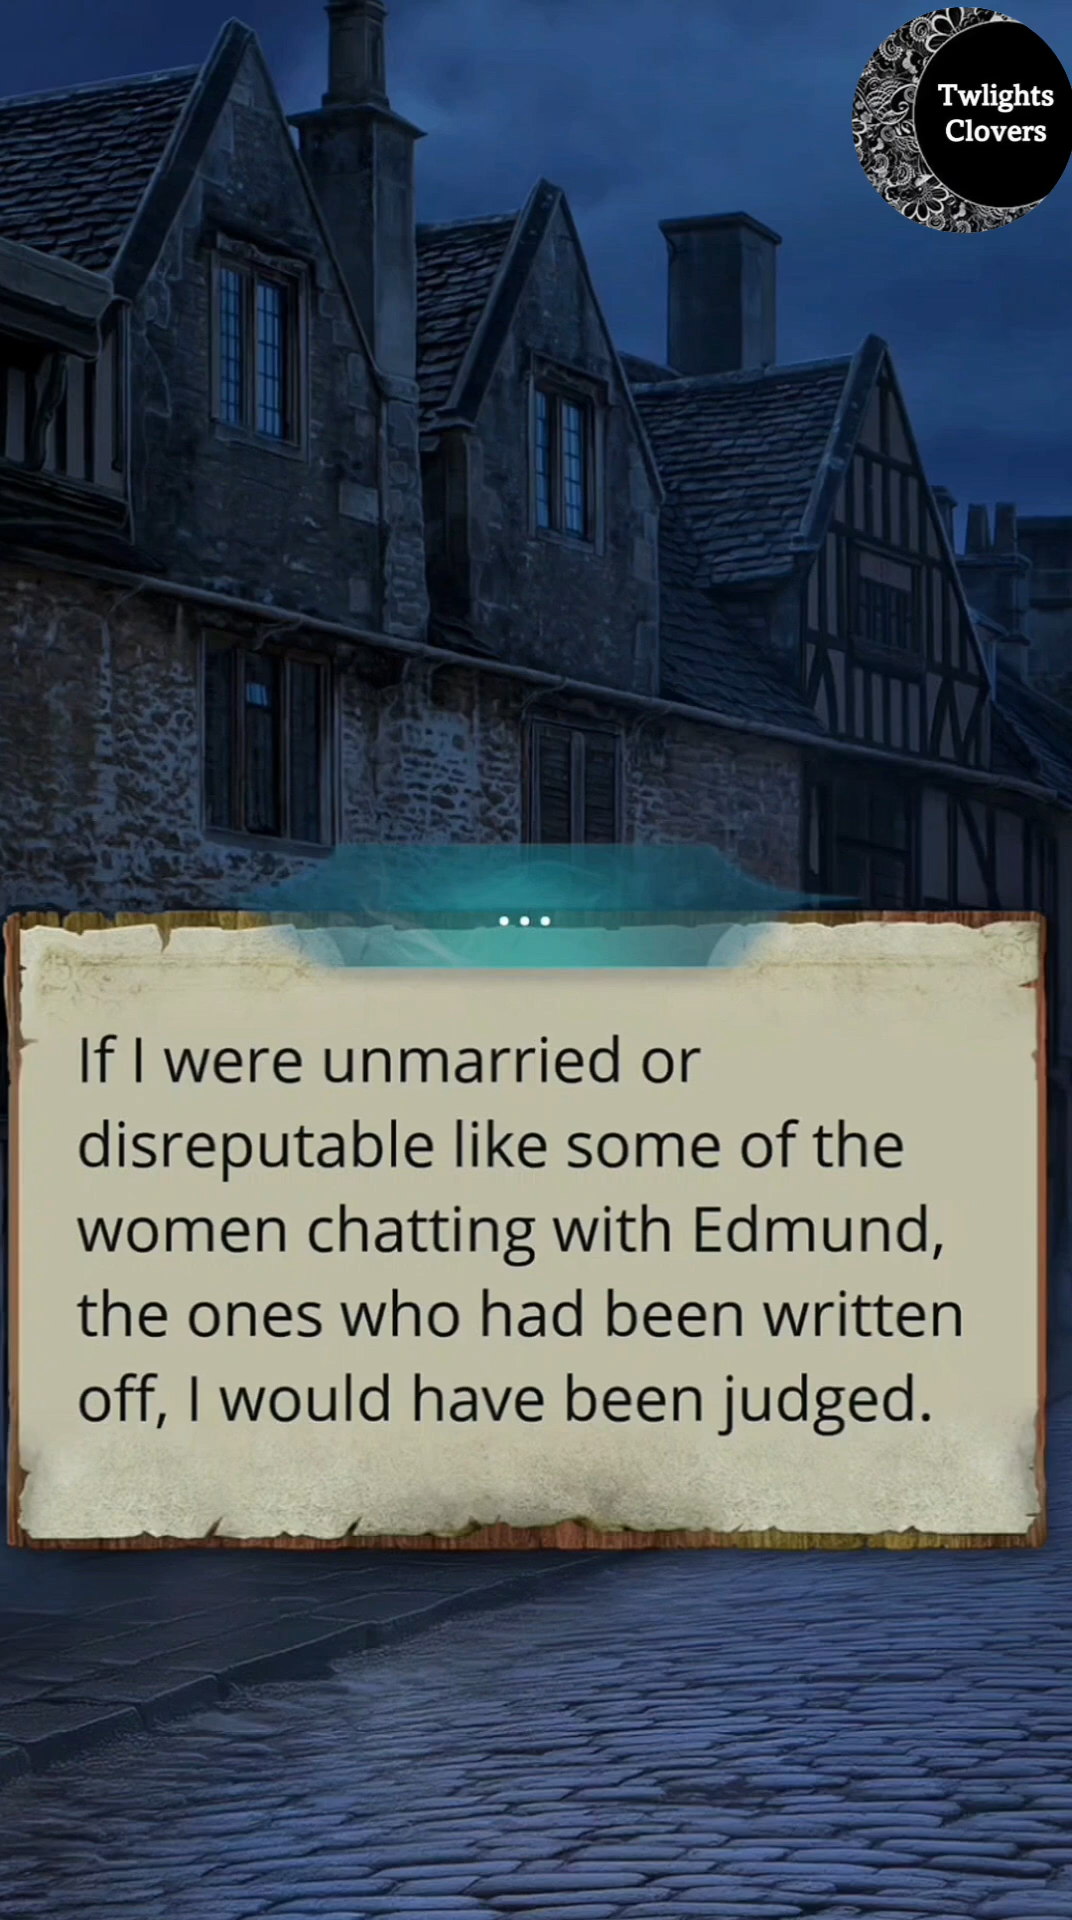 Twlights
Clovers
...
If I were unmarried or
disreputable like some of the
women chatting with Edmund,
the ones who had been written
off, I would have been judged.